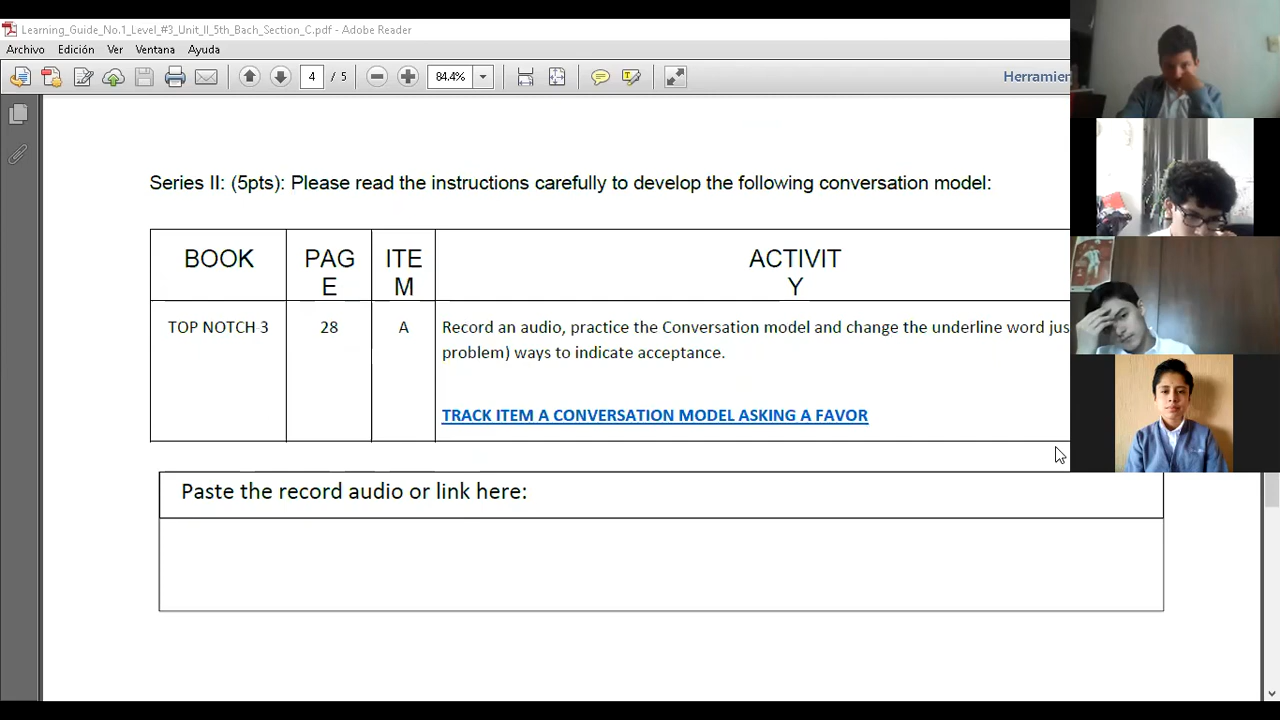 Learning_Guide_No.1_Level_#3_Unit_II_5th_Bach_Section_C.pdf - Adobe Reader
Archivo Edición Ver Ventana Ayuda
4 / 5 84.4% Herramier
Series II: (5pts): Please read the instructions carefully to develop the following conversation model:
BOOK PAG ITE ACTIVIT
E M Y
TOP NOTCH 3 28 A Record an audio, practice the Conversation model and change the underline word jus
problem) ways to indicate acceptance.
TRACK ITEM A CONVERSATION MODEL ASKING A FAVOR
Paste the record audio or link here: